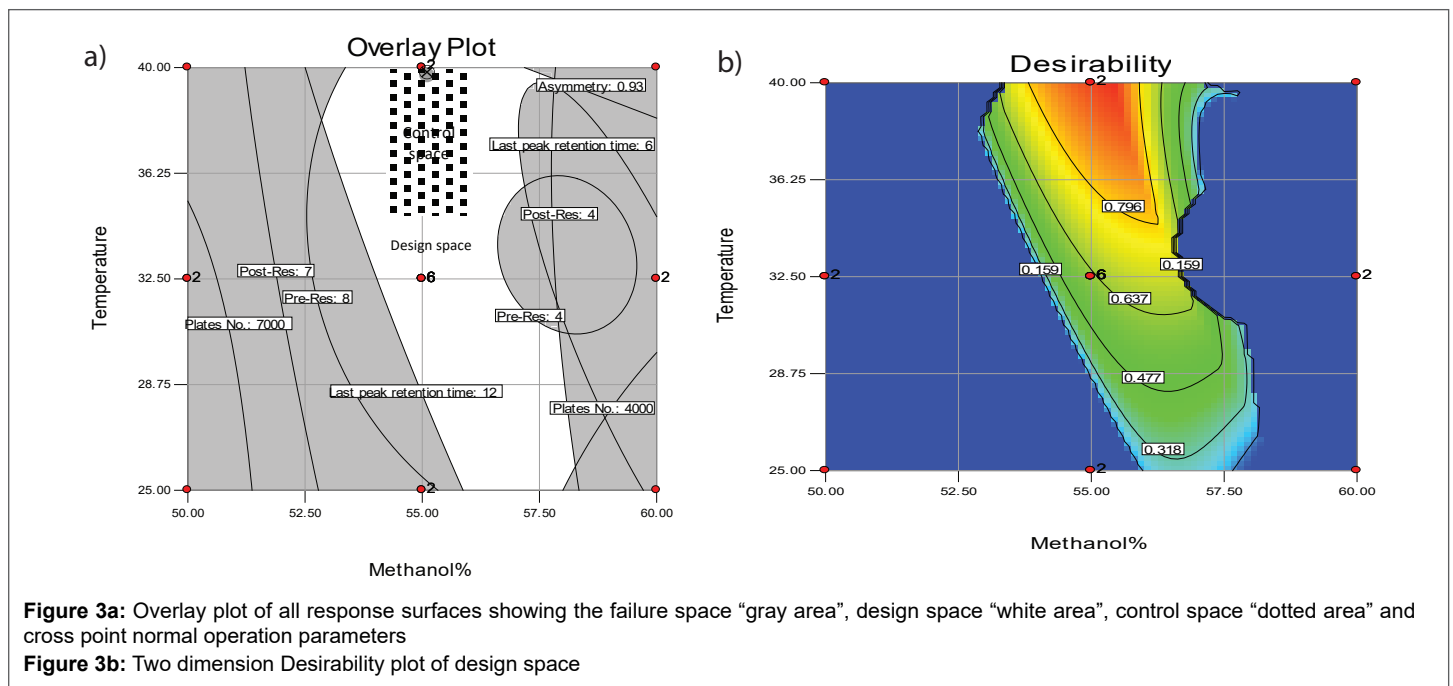 a)
Overlay Plot
40.00
36.25
32.50
28.75
25.00
Temperature
2
Asymmetry: 0.93
Control
space
Last peak retention time: 6
Post-Res: 4
Design space
2
Post-Res: 7
6
2
Pre-Res: 8
Pre-Res: 4
Plates No.: 7000
Last peak retention time: 12
Plates No.: 4000
2
50.00
52.50
55.00
57.50
60.00
Methanol%
b)
Desirability
40.00
36.25
32.50
28.75
25.00
Temperature
2
0.796
0.159
0.159
2
6
2
0.637
0.477
0.318
2
50.00
52.50
55.00
57.50
60.00
Methanol%
Figure 3a: Overlay plot of all response surfaces showing the failure space “gray area”, design space “white area”, control space “dotted area” and
cross point normal operation parameters
Figure 3b: Two dimension Desirability plot of design space